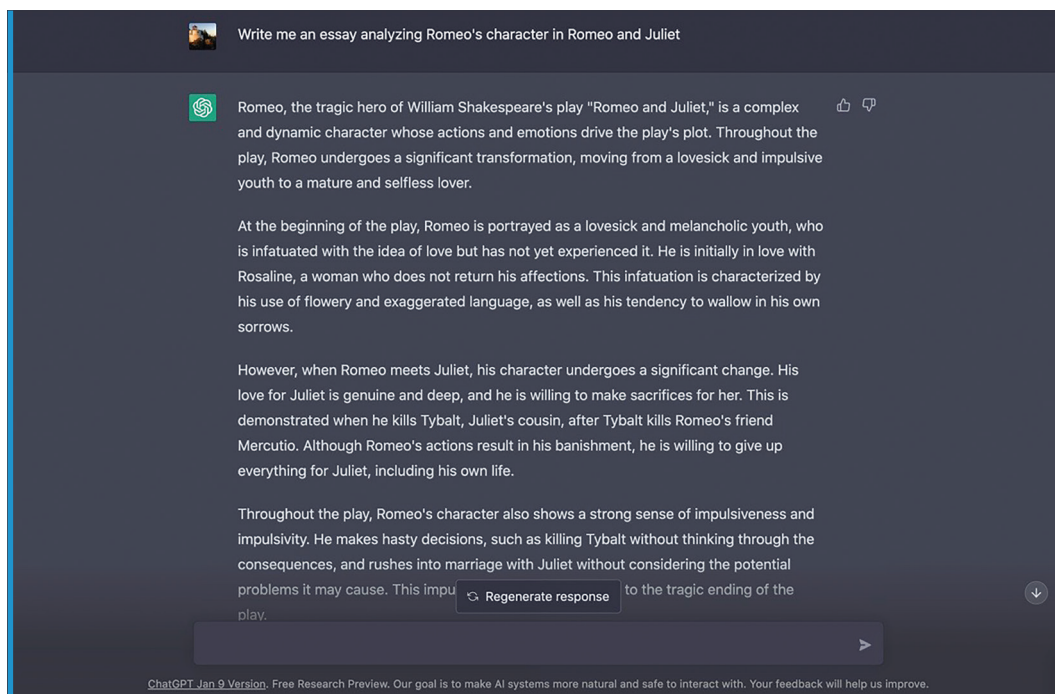 Write me an essay analyzing Romeo's character in Romeo and Juliet
Romeo, the tragic hero of William Shakespeare's play "Romeo and Juliet," is a complex
and dynamic character whose actions and emotions drive the play's plot. Throughout the
play, Romeo undergoes a significant transformation, moving from a lovesick and impulsive
youth to a mature and selfless lover.
At the beginning of the play, Romeo is portrayed as a lovesick and melancholic youth, who
is infatuated with the idea of love but has not yet experienced it. He is initially in love with
Rosaline, a woman who does not return his affections. This infatuation is characterized by
his use of flowery and exaggerated language, as well as his tendency to wallow in his own
sorrows.
However, when Romeo meets Juliet, his character undergoes a significant change. His
love for Juliet is genuine and deep, and he is willing to make sacrifices for her. This is
demonstrated when he kills Tybalt, Juliet's cousin, after Tybalt kills Romeo's friend
Mercutio. Although Romeo's actions result in his banishment, he is willing to give up
everything for Juliet, including his own life.
Throughout the play, Romeo's character also shows a strong sense of impulsiveness and
impulsivity. He makes hasty decisions, such as killing Tybalt without thinking through the
consequences, and rushes into marriage with Juliet without considering the potential
problems it may cause. This impu to the tragic ending of the
play.
Regenerate response
ChatGPT Jan 9 Version. Free Research Preview. Our goal is to make AI systems more natural and safe to interact with. Your feedback will help us improve.